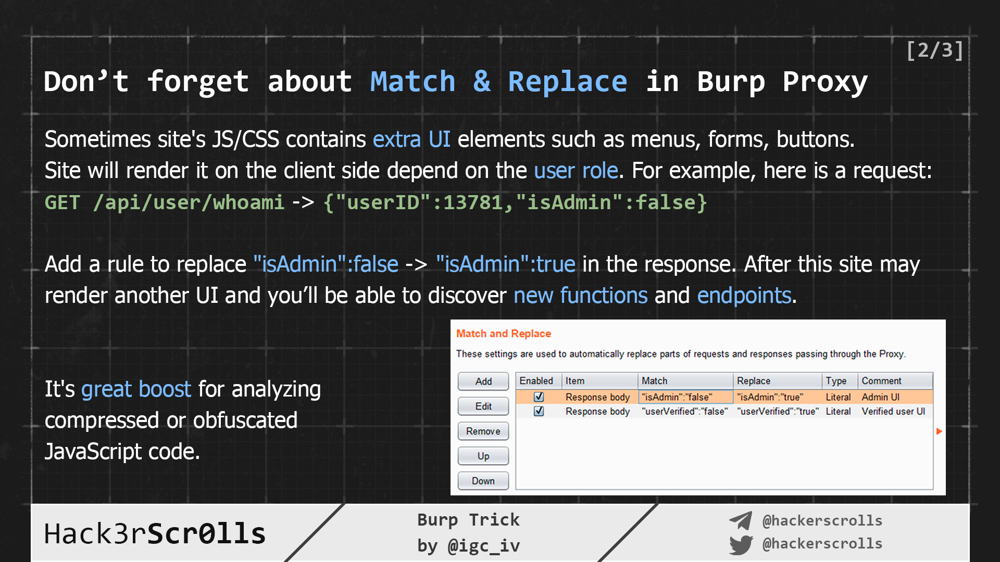 [2/3]
Don’t forget about Match & Replace in Burp Proxy
Sometimes site's JS/CSS contains extra UI elements such as menus, forms, buttons.
Site will render it on the client side depend on the user role. For example, here is a request:
GET /api/user/whoami -> {"userID":13781,"isAdmin":false}
Add a rule to replace "isAdmin":false -> "isAdmin":true in the response. After this site may
render another UI and you’ll be able to discover new functions and endpoints.
It's great boost for analyzing
compressed or obfuscated
JavaScript code.
Match and Replace
These settings are used to automatically replace parts of requests and responses passing through the Proxy.
Add
Edit
Remove
Up
Down
Enabled Item Match Replace Type Comment
Response body "isAdmin":"false" "isAdmin":"true" Literal Admin UI
Response body "userVerified":"false" "userVerified":"true" Literal Verified user UI
Hack3rScr0lls
Burp Trick
by @igc_iv
@hackerscrolls
@hackerscrolls